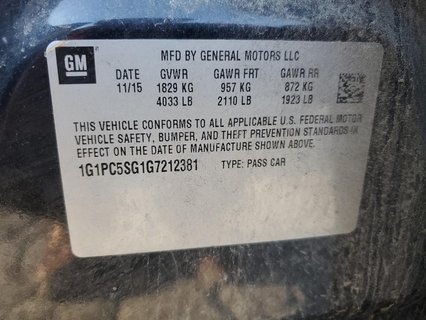 GM
MFD BY GENERAL MOTORS LLC
DATE GVWR GAWR FRT GAWR RR
11/15 1829 KG 957 KG 872 KG
4033 LB 2110 LB 1923 LB
THIS VEHICLE CONFORMS TO ALL APPLICABLE U.S. FEDERAL MOTOR
VEHICLE SAFETY, BUMPER, AND THEFT PREVENTION STANDARDS IN
EFFECT ON THE DATE OF MANUFACTURE SHOWN ABOVE.
1G1PC5SG1G7212381 TYPE: PASS CAR